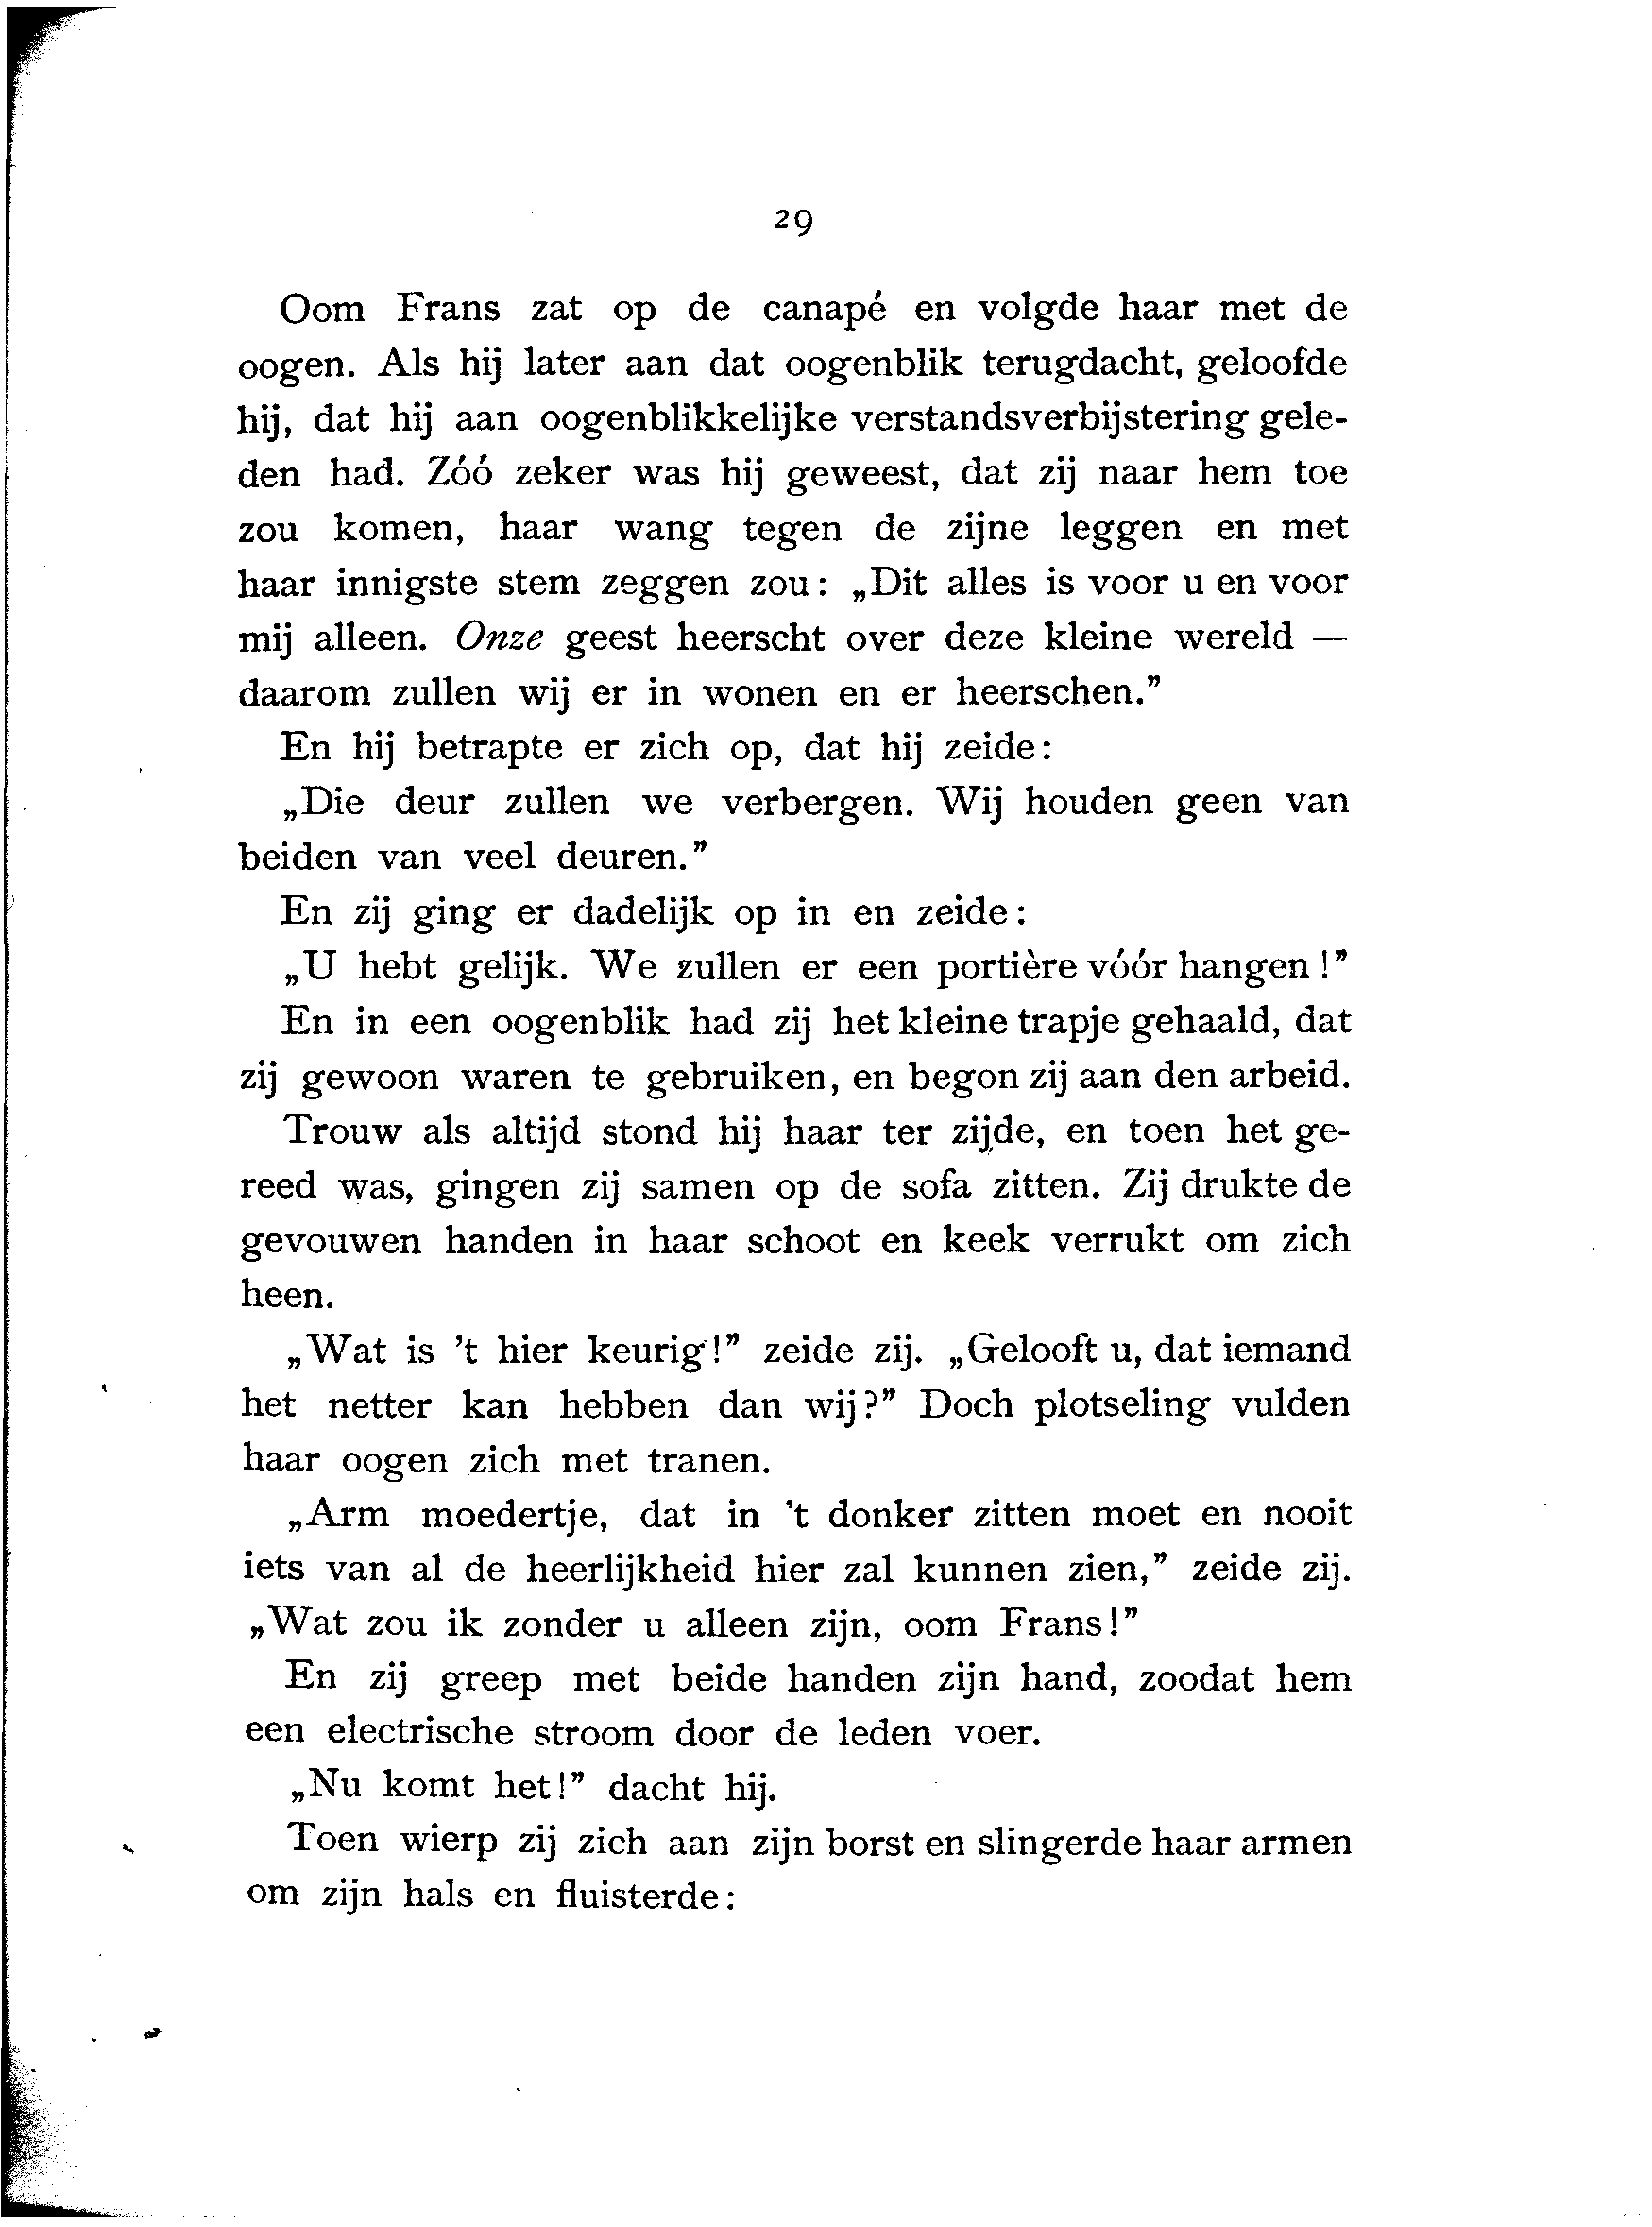 29
Oom Frans zat op de canapé en volgde haar met de
oogen. Als hij later aan dat oogenblik terugdacht, geloofde
hij, dat hij aan oogenblikkelijke verstandsverbijstering gele-
den had. Zóó zeker was hij geweest, dat zij naar hem toe
zou komen, haar wang tegen de zijne leggen en met
haar innigste stem zeggen zou: „Dit alles is voor u en voor
mij alleen. Onze geest heerscht over deze kleine wereld —
daarom zullen wij er in wonen en er heerschen.”
En hij betrapte er zich op, dat hij zeide:
„Die deur zullen we verbergen. Wij houden geen van
beiden van veel deuren.”
En zij ging er dadelijk op in en zeide:
„U hebt gelijk. We zullen er een portière vóór hangen!”
En in een oogenblik had zij het kleine trapje gehaald, dat
zij gewoon waren te gebruiken, en begon zij aan den arbeid.
Trouw als altijd stond hij haar ter zijde, en toen het ge-
reed was, gingen zij samen op de sofa zitten. Zij drukte de
gevouwen handen in haar schoot en keek verrukt om zich
heen.
„Wat is ’t hier keurig!” zeide zij. „Gelooft u, dat iemand
het netter kan hebben dan wij?” Doch plotseling vulden
haar oogen zich met tranen.
„Arm moedertje, dat in ’t donker zitten moet en nooit
iets van al de heerlijkheid hier zal kunnen zien,” zeide zij.
„Wat zou ik zonder u alleen zijn, oom Frans!”
En zij greep met beide handen zijn hand, zoodat hem
een electrische stroom door de leden voer.
„Nu komt het!” dacht hij.
Toen wierp zij zich aan zijn borst en slingerde haar armen
om zijn hals en fluisterde: